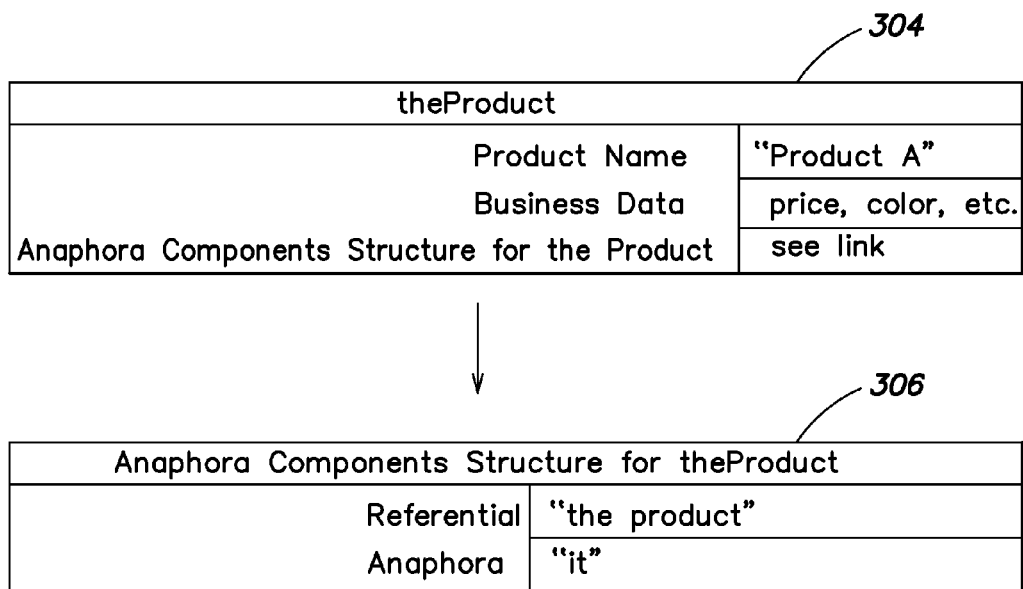 304
theProduct
Product Name “Product A”
Business Data price, color, etc.
Anaphora Components Structure for the Product see link
306
Anaphora Components Structure for theProduct
Referential “the product”
Anaphora “it”